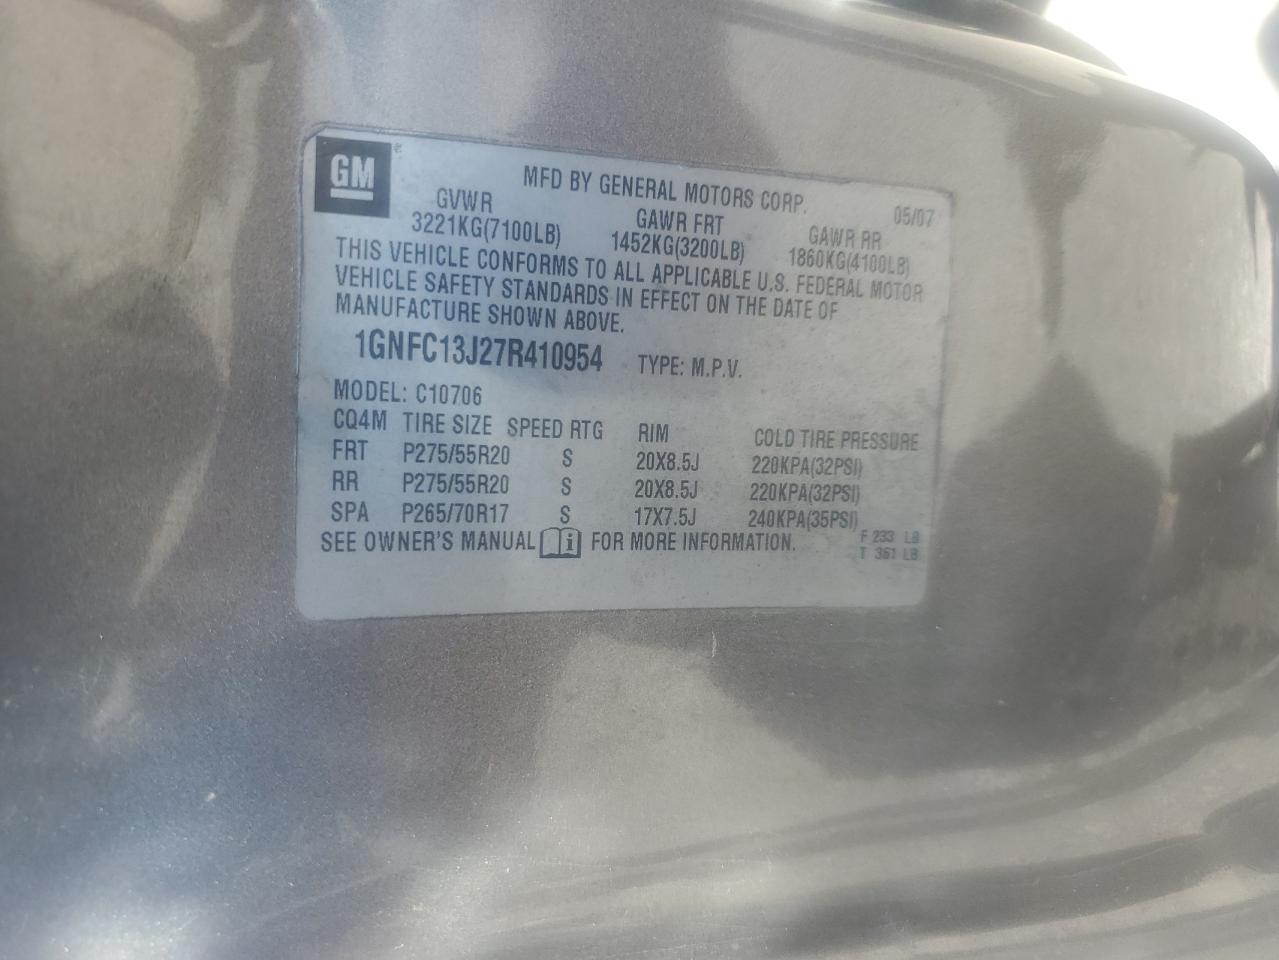 GM
MFD BY GENERAL MOTORS CORP.
05/07
GVWR GAWR FRT GAWR RR
3221KG(7100LB) 1452KG(3200LB) 1860KG(4100LB)
THIS VEHICLE CONFORMS TO ALL APPLICABLE U.S. FEDERAL MOTOR
VEHICLE SAFETY STANDARDS IN EFFECT ON THE DATE OF
MANUFACTURE SHOWN ABOVE.
1GNFC13J27R410954 TYPE: M.P.V.
MODEL: C10706
CQ4M TIRE SIZE SPEED RTG RIM COLD TIRE PRESSURE
FRT P275/55R20 S 20X8.5J 220KPA(32PSI)
RR P275/55R20 S 20X8.5J 220KPA(32PSI)
SPA P265/70R17 S 17X7.5J 240KPA(35PSI)
SEE OWNER'S MANUAL i FOR MORE INFORMATION.
F 233 LB
T 361 LB